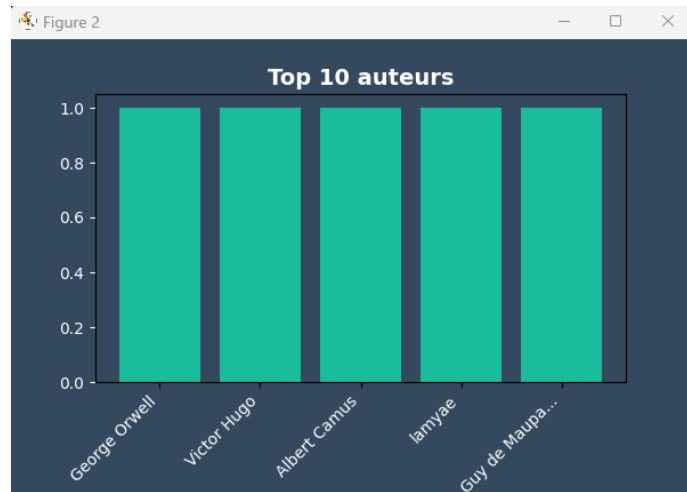 Figure 2
Top 10 auteurs
1.0
0.8
0.6
0.4
0.2
0.0
George Orwell
Victor Hugo
Albert Camus
lamyae
Guy de Maupa...